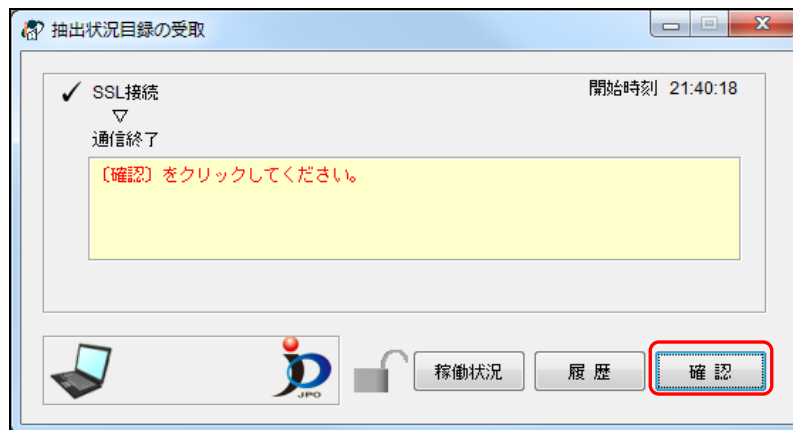 抽出状況目録の受取
SSL接続
開始時刻 21:40:18
▽
通信終了
〔確認〕をクリックしてください。
JPO
稼働状況
履 歴
確 認